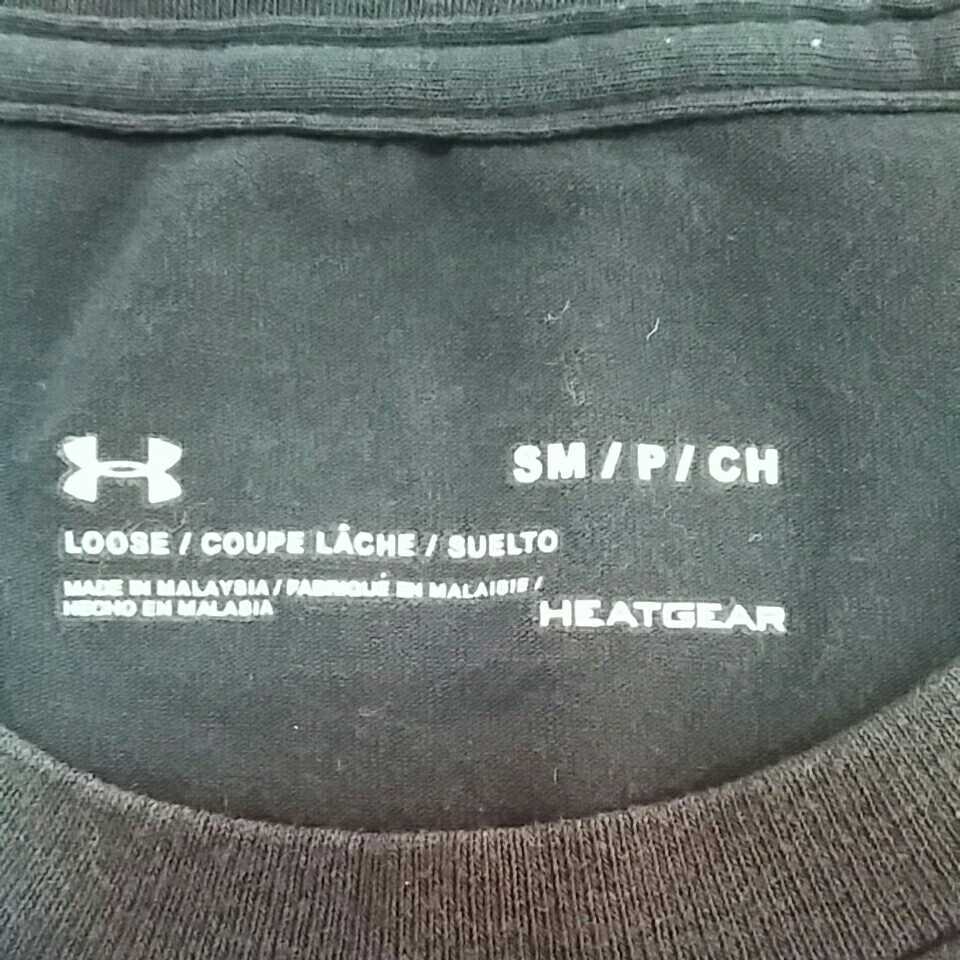 SM / P / CH
LOOSE / COUPE LÂCHE / SUELTO
MADE IN MALAYSIA / FABRIQUÉ EN MALAISIE /
HECHO EN MALASIA
HEATGEAR